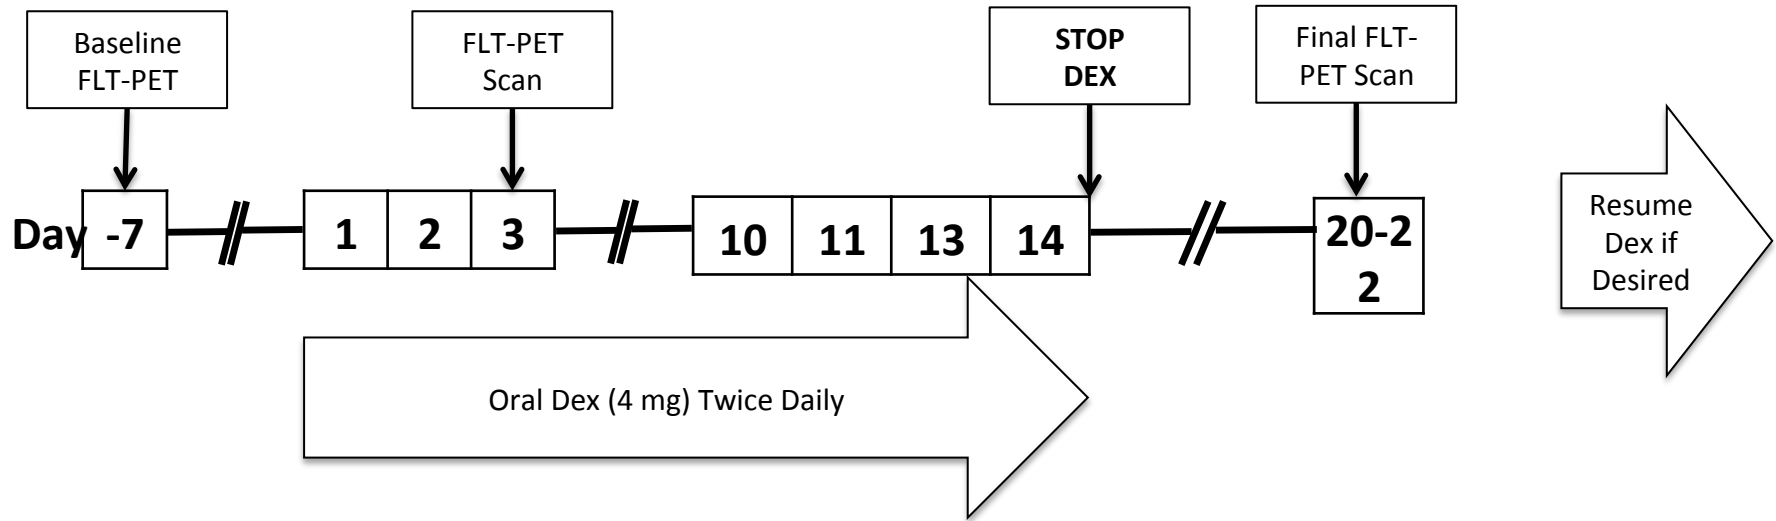 Baseline
FLT-PET
FLT-PET
Scan
STOP
DEX
Final FLT-
PET Scan
Day -7
1 2 3
10 11 13 14
20-2
2
Resume
Dex if
Desired
Oral Dex (4 mg) Twice Daily